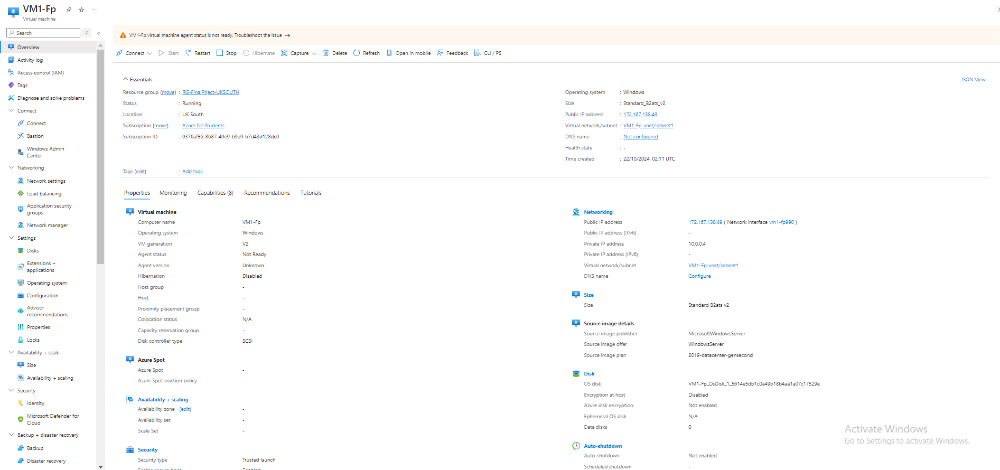 VM1-Fp
Virtual machine
Search
Overview
Activity log
Access control (IAM)
Tags
Diagnose and solve problems
Connect
Connect
Bastion
Windows Admin
Center
Networking
Network settings
Load balancing
Application security
groups
Network manager
Settings
Disks
Extensions +
applications
Operating system
Configuration
Advisor
recommendations
Properties
Locks
Availability + scale
Size
Availability + scaling
Security
Identity
Microsoft Defender for
Cloud
Backup + disaster recovery
Backup
Disaster recovery
VM1-Fp virtual machine agent status is not ready. Troubleshoot the issue →
Connect Start Restart Stop Hibernate Capture Delete Refresh Open in mobile Feedback CLI / PS
Essentials
JSON View
Resource group (move) : RG-FinalPrject-UKSOUTH
Status : Running
Location : UK South
Subscription (move) : Azure for Students
Subscription ID : 9376af56-8b87-49e9-b9e9-b7d43d128dc0
Operating system : Windows
Size : Standard_B2ats_v2
Public IP address : 172.167.138.49
Virtual network/subnet : VM1-Fp-vnet/sebnet1
DNS name : Not configured
Health state : -
Time created : 22/10/2024, 02:11 UTC
Tags (edit) : Add tags
Properties Monitoring Capabilities (8) Recommendations Tutorials
Virtual machine
Computer name VM1-Fp
Operating system Windows
VM generation V2
Agent status Not Ready
Agent version Unknown
Hibernation Disabled
Host group -
Host -
Proximity placement group -
Colocation status N/A
Capacity reservation group -
Disk controller type SCSI
Azure Spot
Azure Spot -
Azure Spot eviction policy -
Availability + scaling
Availability zone (edit) -
Availability set -
Scale Set -
Security
Security type Trusted launch
Enable secure boot Enabled
Networking
Public IP address 172.167.138.49 ( Network interface vm1-fp990 )
Public IP address (IPv6) -
Private IP address 10.0.0.4
Private IP address (IPv6) -
Virtual network/subnet VM1-Fp-vnet/sebnet1
DNS name Configure
Size
Size Standard B2ats v2
Source image details
Source image publisher MicrosoftWindowsServer
Source image offer WindowsServer
Source image plan 2019-datacenter-gensecond
Disk
OS disk VM1-Fp_OsDisk_1_5614e5db1c0a49b18b4aa1a07c17529e
Encryption at host Disabled
Azure disk encryption Not enabled
Ephemeral OS disk N/A
Data disks 0
Auto-shutdown
Auto-shutdown Not enabled
Scheduled shutdown -
Activate Windows
Go to Settings to activate Windows.